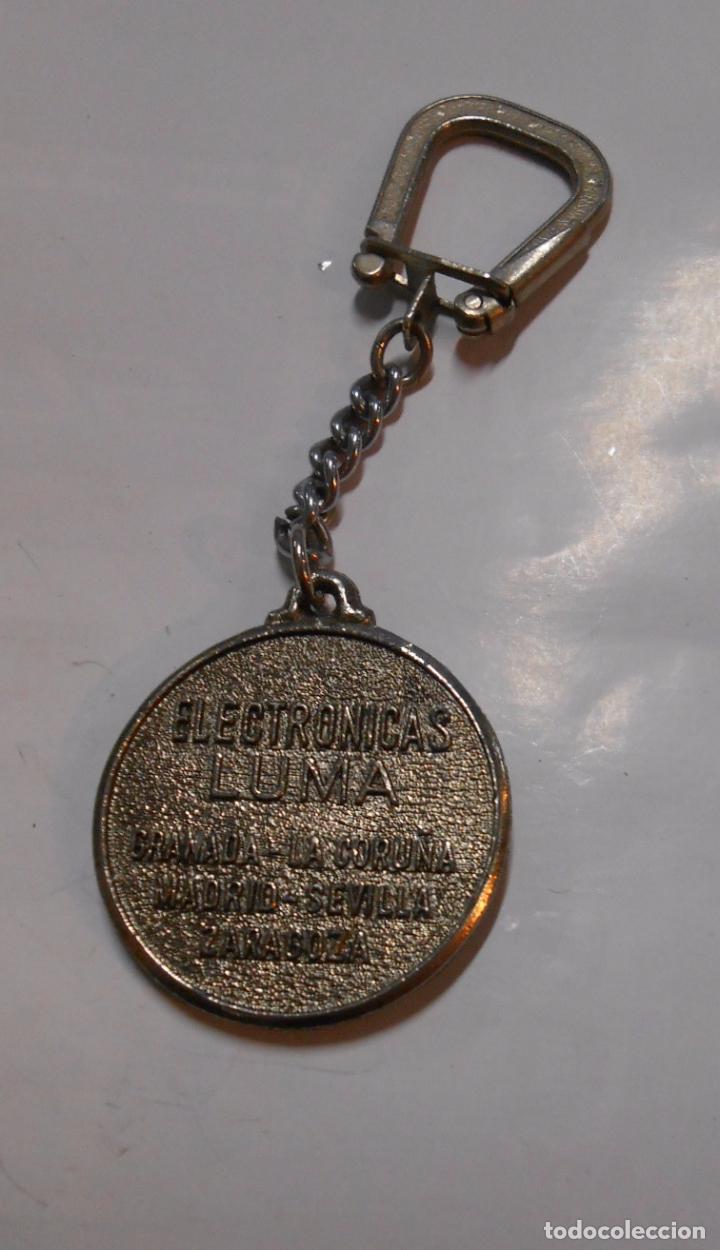 ELECTRONICAS
LUMA
GRANADA-LA CORUÑA
MADRID-SEVILLA
ZARAGOZA
todocoleccion